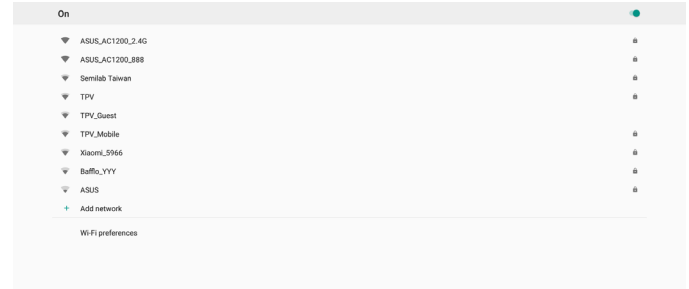 On
ASUS_AC1200_2.4G
ASUS_AC1200_888
Semilab Taiwan
TPV
TPV_Guest
TPV_Mobile
Xiaomi_5966
Bafflo_YYY
ASUS
+ Add network
Wi-Fi preferences